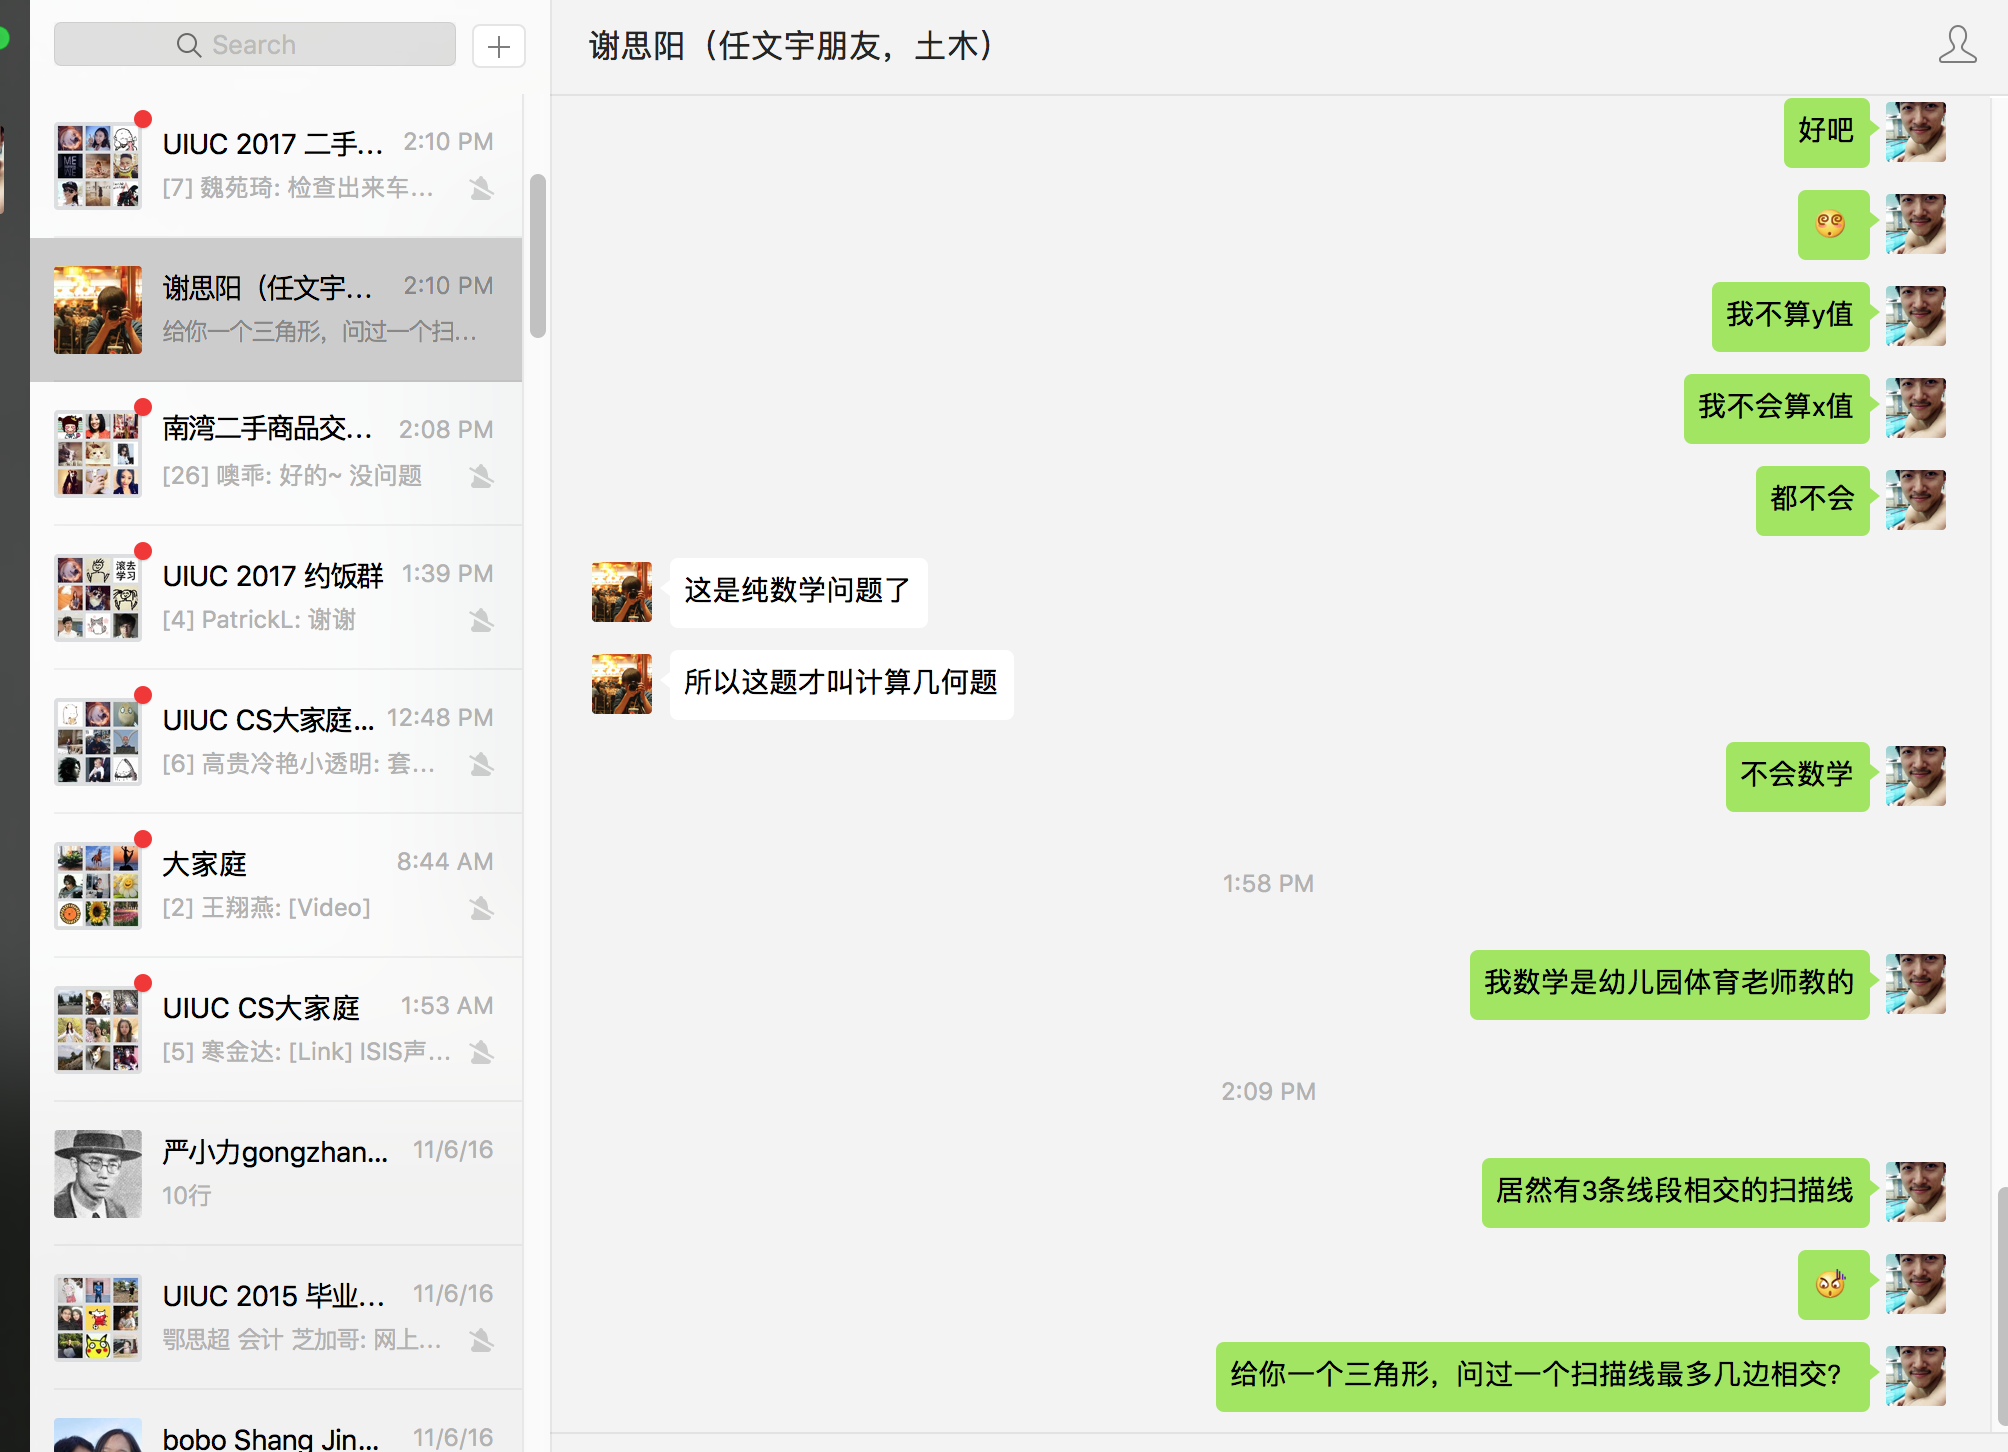 Search
UIUC 2017 二手... 2:10 PM
[7] 魏苑琦: 检查出来车...
谢思阳（任文宇... 2:10 PM
给你一个三角形，问过一个扫...
南湾二手商品交... 2:08 PM
[26] 噢乖: 好的~ 没问题
UIUC 2017 约饭群 1:39 PM
[4] PatrickL: 谢谢
滚去
学习
UIUC CS大家庭... 12:48 PM
[6] 高贵冷艳小透明: 套...
大家庭 8:44 AM
[2] 王翔燕: [Video]
UIUC CS大家庭 1:53 AM
[5] 寒金达: [Link] ISIS声...
严小力gongzhan... 11/6/16
10行
UIUC 2015 毕业... 11/6/16
鄂思超 会计 芝加哥: 网上...
bobo Shang Jin... 11/6/16
谢思阳（任文宇朋友，土木）
好吧
我不算y值
我不会算x值
都不会
这是纯数学问题了
所以这题才叫计算几何题
不会数学
1:58 PM
我数学是幼儿园体育老师教的
2:09 PM
居然有3条线段相交的扫描线
给你一个三角形，问过一个扫描线最多几边相交?